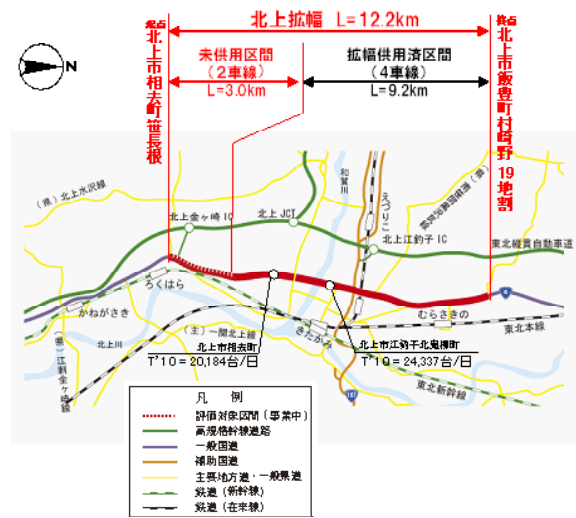 北上拡幅 L=12.2km
未供用区間
(2車線)
L=3.0km
拡幅供用済区間
(4車線)
L=9.2km
起点
北上市相去町笹長根
終点
北上市飯豊町村崎野19地割
N
(県)北上水沢線
北上金ヶ崎IC
北上JCT
和賀川
えづりこ
北上江釣子IC
東北縦貫自動車道
ろくはら
かねがさき
北上川
(県)江刺金ヶ崎線
(主)一関北上線
きたかみ
むらさきの
4
東北本線
東北新幹線
107
北上市相去町
T'10=20,184台/日
北上市江釣子北鬼柳町
T'10=24,337台/日
凡 例
評価対象区間(事業中)
高規格幹線道路
一般国道
補助国道
主要地方道・一般県道
鉄道(新幹線)
鉄道(在来線)